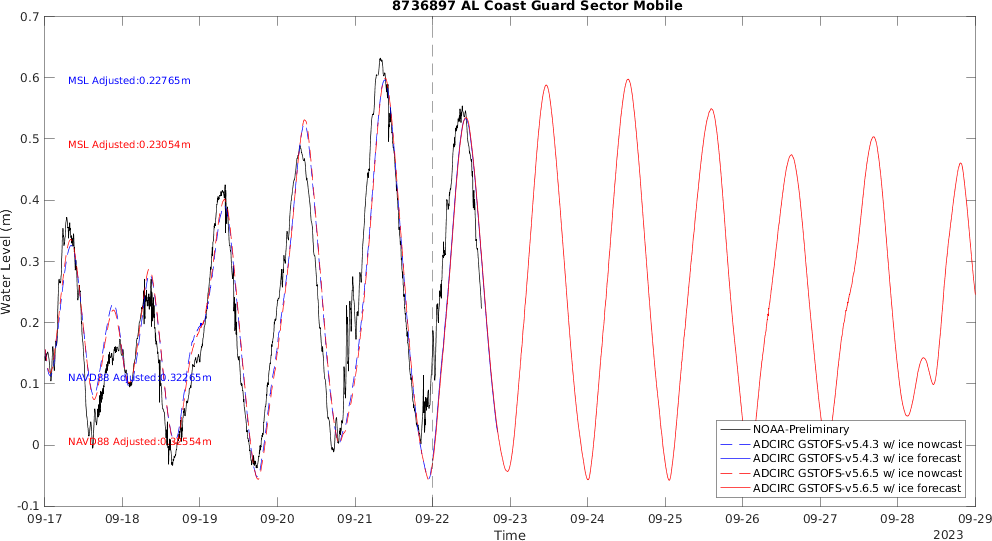 8736897 AL Coast Guard Sector Mobile
0.7
0.6
0.5
0.4
0.3
0.2
0.1
0
-0.1
Water Level (m)
MSL Adjusted:0.22765m
MSL Adjusted:0.23054m
NAVD88 Adjusted:0.32265m
NAVD88 Adjusted:0.32554m
NOAA-Preliminary
ADCIRC GSTOFS-v5.4.3 w/ ice nowcast
ADCIRC GSTOFS-v5.4.3 w/ ice forecast
ADCIRC GSTOFS-v5.6.5 w/ ice nowcast
ADCIRC GSTOFS-v5.6.5 w/ ice forecast
09-17 09-18 09-19 09-20 09-21 09-22 09-23 09-24 09-25 09-26 09-27 09-28 09-29
Time
2023